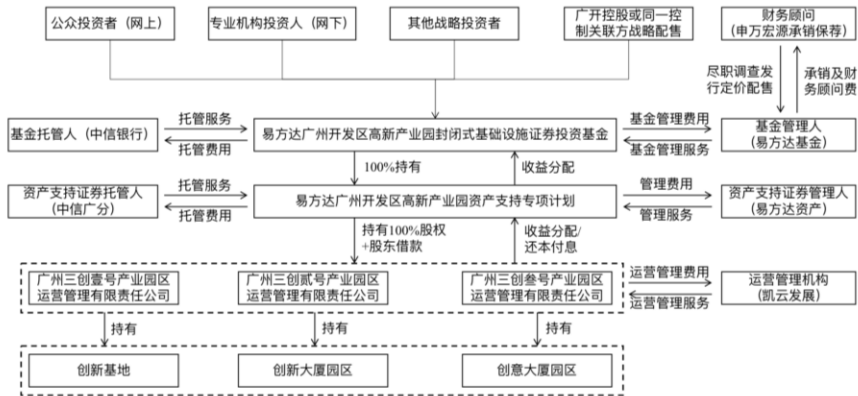 公众投资者（网上）
专业机构投资人（网下）
其他战略投资者
广开控股或同一控
制关联方战略配售
财务顾问
（申万宏源承销保荐）
尽职调查发
行定价配售
承销及财
务顾问费
基金托管人（中信银行）
托管服务
托管费用
易方达广州开发区高新产业园封闭式基础设施证券投资基金
基金管理费用
基金管理服务
基金管理人
（易方达基金）
100%持有
收益分配
资产支持证券托管人
（中信广分）
托管服务
托管费用
易方达广州开发区高新产业园资产支持专项计划
管理费用
管理服务
资产支持证券管理人
（易方达资产）
持有100%股权
+股东借款
收益分配/
还本付息
广州三创壹号产业园区
运营管理有限责任公司
广州三创贰号产业园区
运营管理有限责任公司
广州三创叁号产业园区
运营管理有限责任公司
运营管理费用
运营管理服务
运营管理机构
（凯云发展）
持有
持有
持有
创新基地
创新大厦园区
创意大厦园区